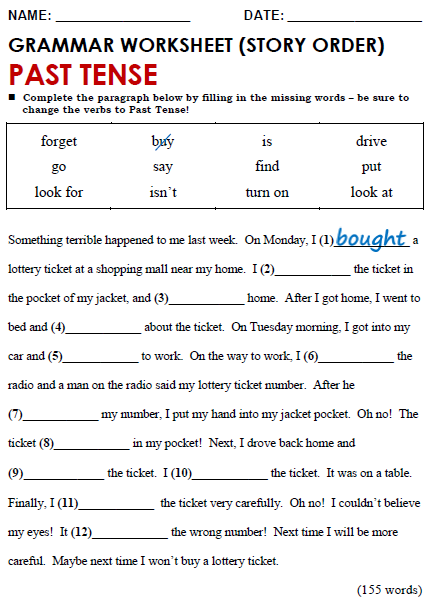 NAME: ____________________ DATE: ____________________
GRAMMAR WORKSHEET (STORY ORDER)
PAST TENSE
■ Complete the paragraph below by filling in the missing words – be sure to
change the verbs to Past Tense!
forget buy is drive
go say find put
look for isn't turn on look at
Something terrible happened to me last week. On Monday, I (1) bought a
lottery ticket at a shopping mall near my home. I (2)____________ the ticket in
the pocket of my jacket, and (3)____________ home. After I got home, I went to
bed and (4)____________ about the ticket. On Tuesday morning, I got into my
car and (5)____________ to work. On the way to work, I (6)____________ the
radio and a man on the radio said my lottery ticket number. After he
(7)____________ my number, I put my hand into my jacket pocket. Oh no! The
ticket (8)____________ in my pocket! Next, I drove back home and
(9)____________ the ticket. I (10)____________ the ticket. It was on a table.
Finally, I (11)____________ the ticket very carefully. Oh no! I couldn't believe
my eyes! It (12)____________ the wrong number! Next time I will be more
careful. Maybe next time I won't buy a lottery ticket.
(155 words)